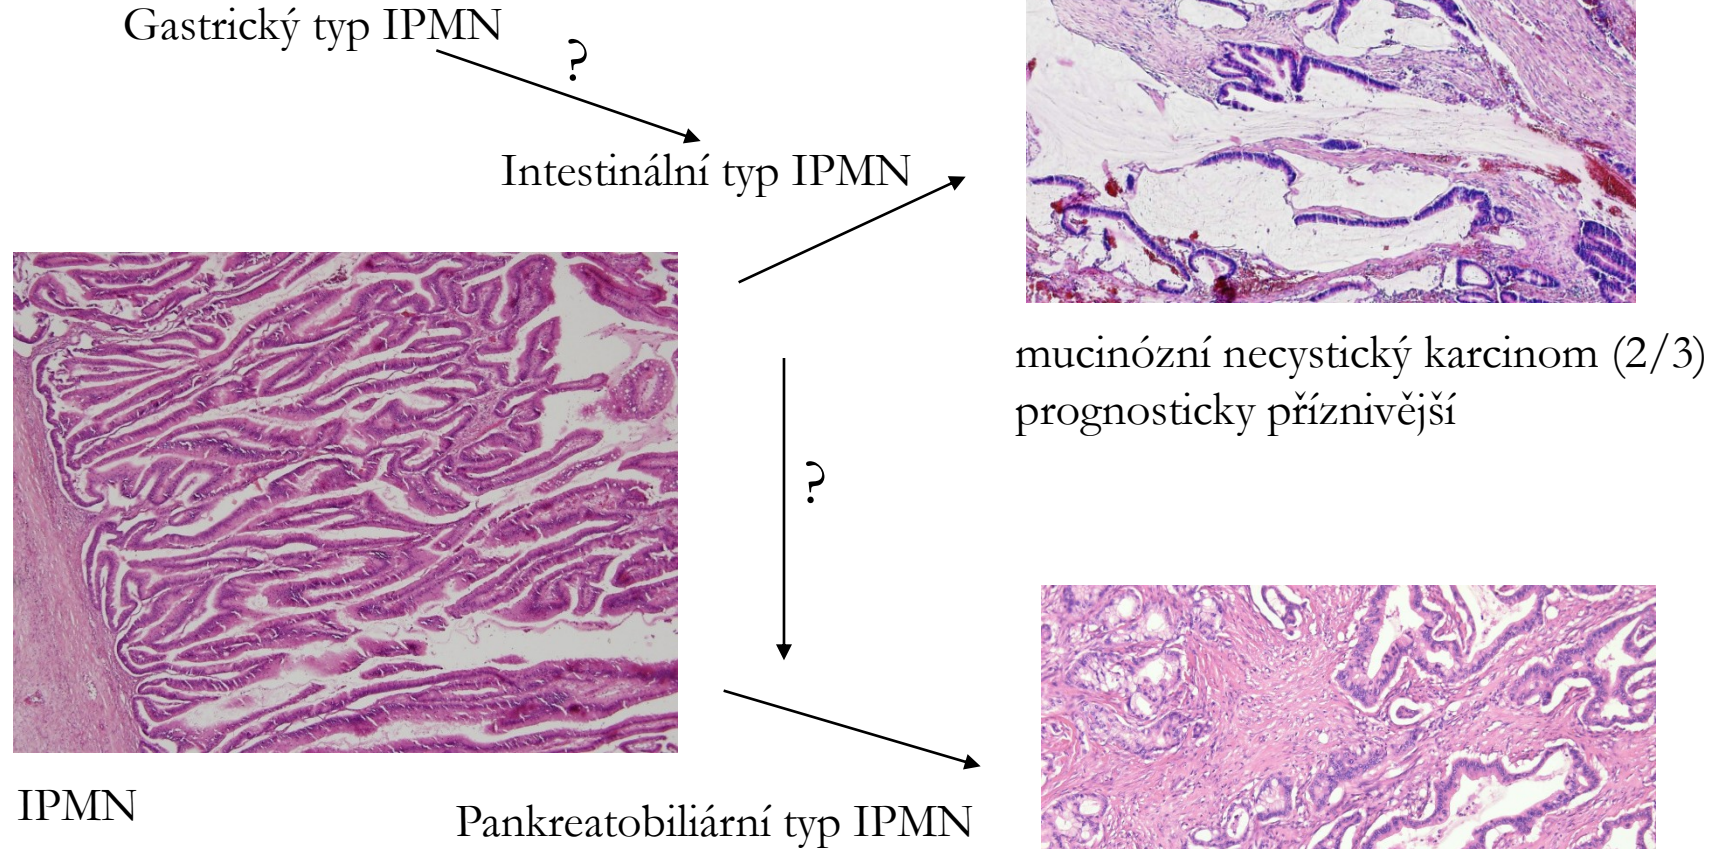 Gastrický typ IPMN
?
Intestinální typ IPMN
mucinózní necystický karcinom (2/3)
prognosticky příznivější
?
IPMN
Pankreatobiliární typ IPMN